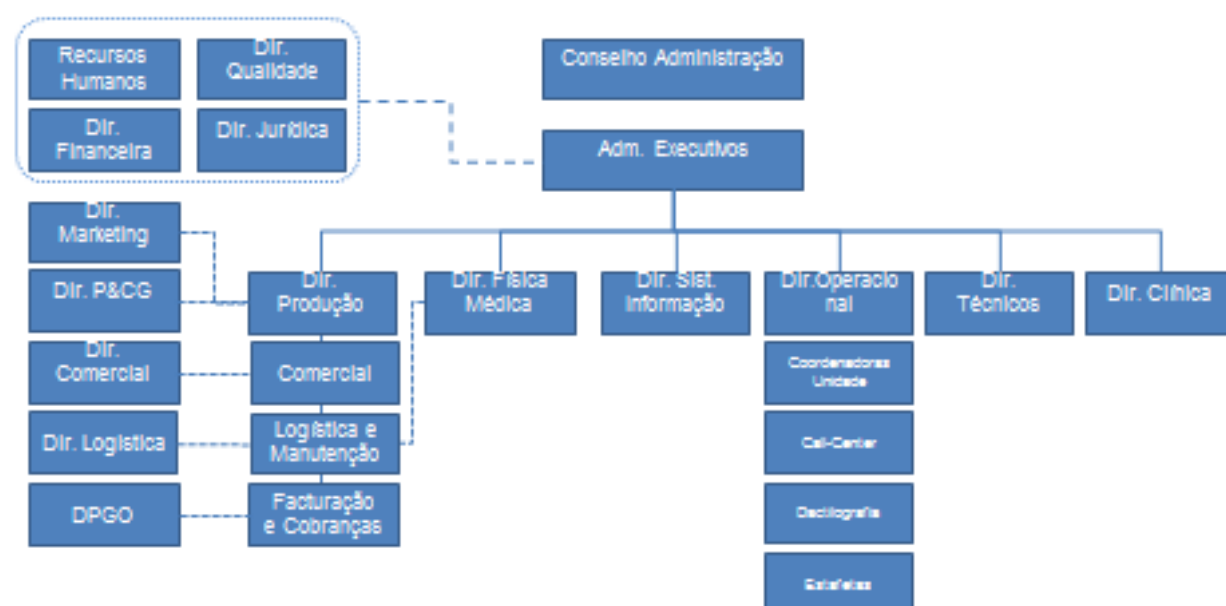 Recursos
Humanos
Dir.
Qualidade
Conselho Administração
Dir.
Financeira
Dir. Jurídica
Adm. Executivos
Dir.
Marketing
Dir. P&CG
Dir.
Produção
Dir. Física
Médica
Dir. Sist.
Informação
Dir.Operacio
nal
Dir.
Técnicos
Dir. Clínica
Dir.
Comercial
Comercial
Coordenadoras
Unidade
Dir. Logística
Logística e
Manutenção
Call-Center
DPGO
Facturação
e Cobranças
Dactilografia
Estafetas